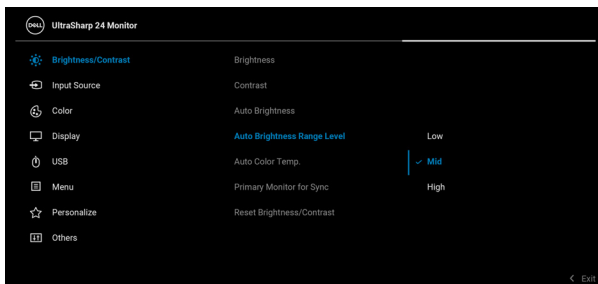 DELL UltraSharp 24 Monitor
Brightness/Contrast Brightness
Input Source Contrast
Color Auto Brightness
Display Auto Brightness Range Level Low
USB Auto Color Temp. Mid
Menu Primary Monitor for Sync High
Personalize Reset Brightness/Contrast
Others
Exit